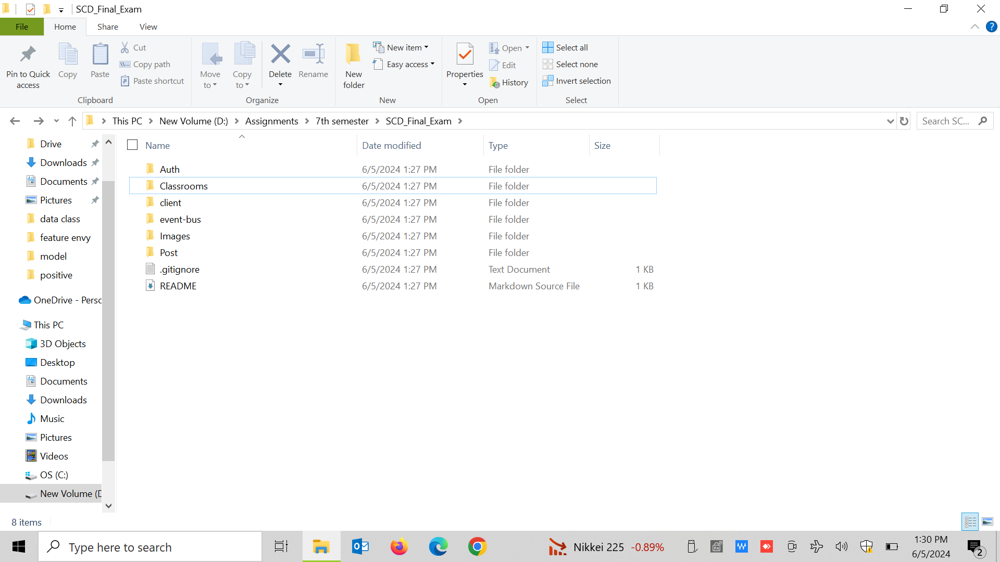 SCD_Final_Exam
File Home Share View
Pin to Quick access
Copy
Paste
Cut
Copy path
Paste shortcut
Clipboard
Move to
Copy to
Delete
Rename
Organize
New folder
New item
Easy access
New
Properties
Open
Edit
History
Open
Select all
Select none
Invert selection
Select
This PC New Volume (D:) Assignments 7th semester SCD_Final_Exam
Search SC...
Drive
Downloads
Documents
Pictures
data class
feature envy
model
positive
OneDrive - Persc
This PC
3D Objects
Desktop
Documents
Downloads
Music
Pictures
Videos
OS (C:)
New Volume (D
Name Date modified Type Size
Auth 6/5/2024 1:27 PM File folder
Classrooms 6/5/2024 1:27 PM File folder
client 6/5/2024 1:27 PM File folder
event-bus 6/5/2024 1:27 PM File folder
Images 6/5/2024 1:27 PM File folder
Post 6/5/2024 1:27 PM File folder
.gitignore 6/5/2024 1:27 PM Text Document 1 KB
README 6/5/2024 1:27 PM Markdown Source File 1 KB
8 items
Type here to search
Nikkei 225 -0.89%
Fn
1:30 PM
6/5/2024
2